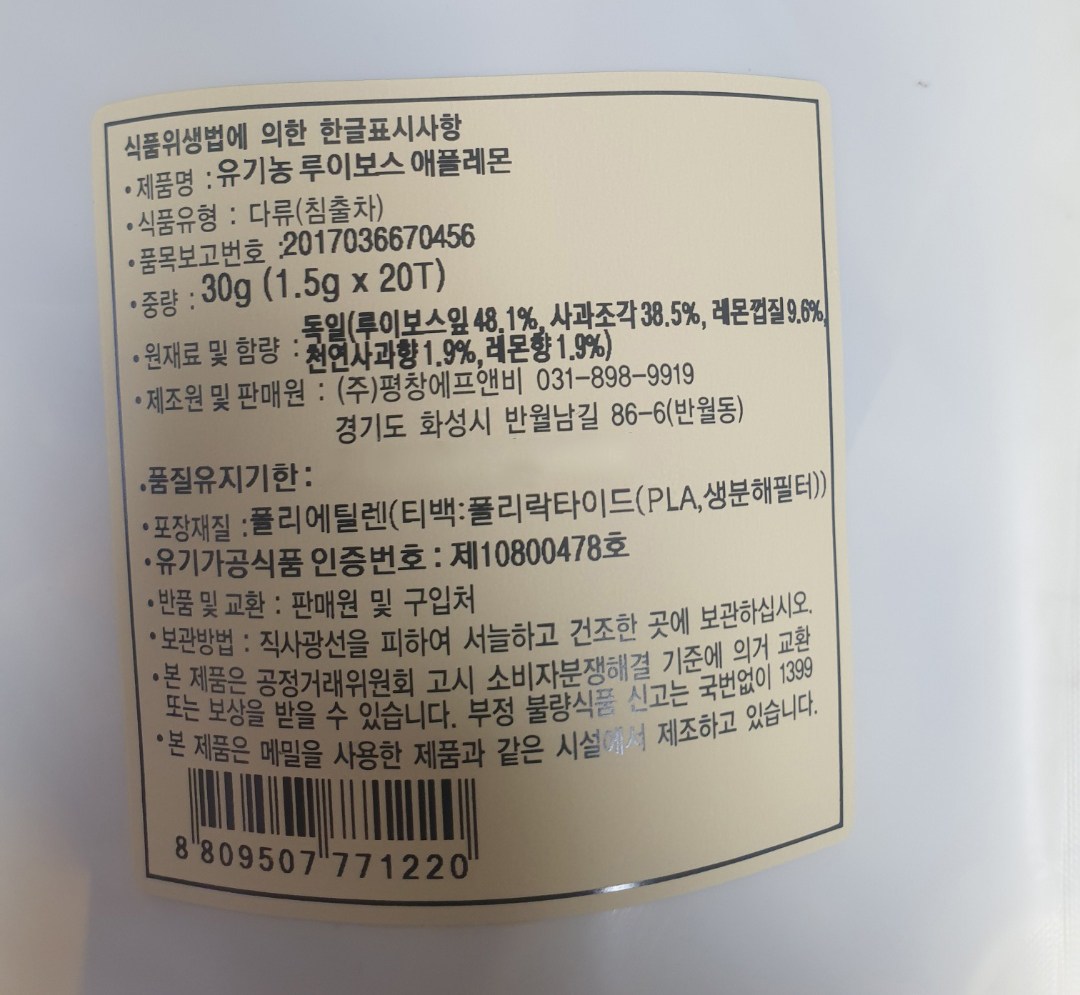 식품위생법에 의한 한글표시사항
•제품명 : 유기농 루이보스 애플레몬
•식품유형 : 다류(침출차)
•품목보고번호 :2017036670456
•중량 : 30g (1.5g x 20T)
•원재료 및 함량 : 독일(루이보스잎 48.1%, 사과조각 38.5%, 레몬껍질 9.6%,
천연사과향 1.9%, 레몬향 1.9%)
•제조원 및 판매원 : (주)평창에프앤비 031-898-9919
경기도 화성시 반월남길 86-6(반월동)
•품질유지기한 :
•포장재질 :폴리에틸렌(티백:폴리락타이드(PLA,생분해필터))
•유기가공식품 인증번호 : 제10800478호
•반품 및 교환 : 판매원 및 구입처
•보관방법 : 직사광선을 피하여 서늘하고 건조한 곳에 보관하십시오.
•본 제품은 공정거래위원회 고시 소비자분쟁해결 기준에 의거 교환
또는 보상을 받을 수 있습니다. 부정 불량식품 신고는 국번없이 1399
•본 제품은 메밀을 사용한 제품과 같은 시설에서 제조하고 있습니다.
8 809507 771220